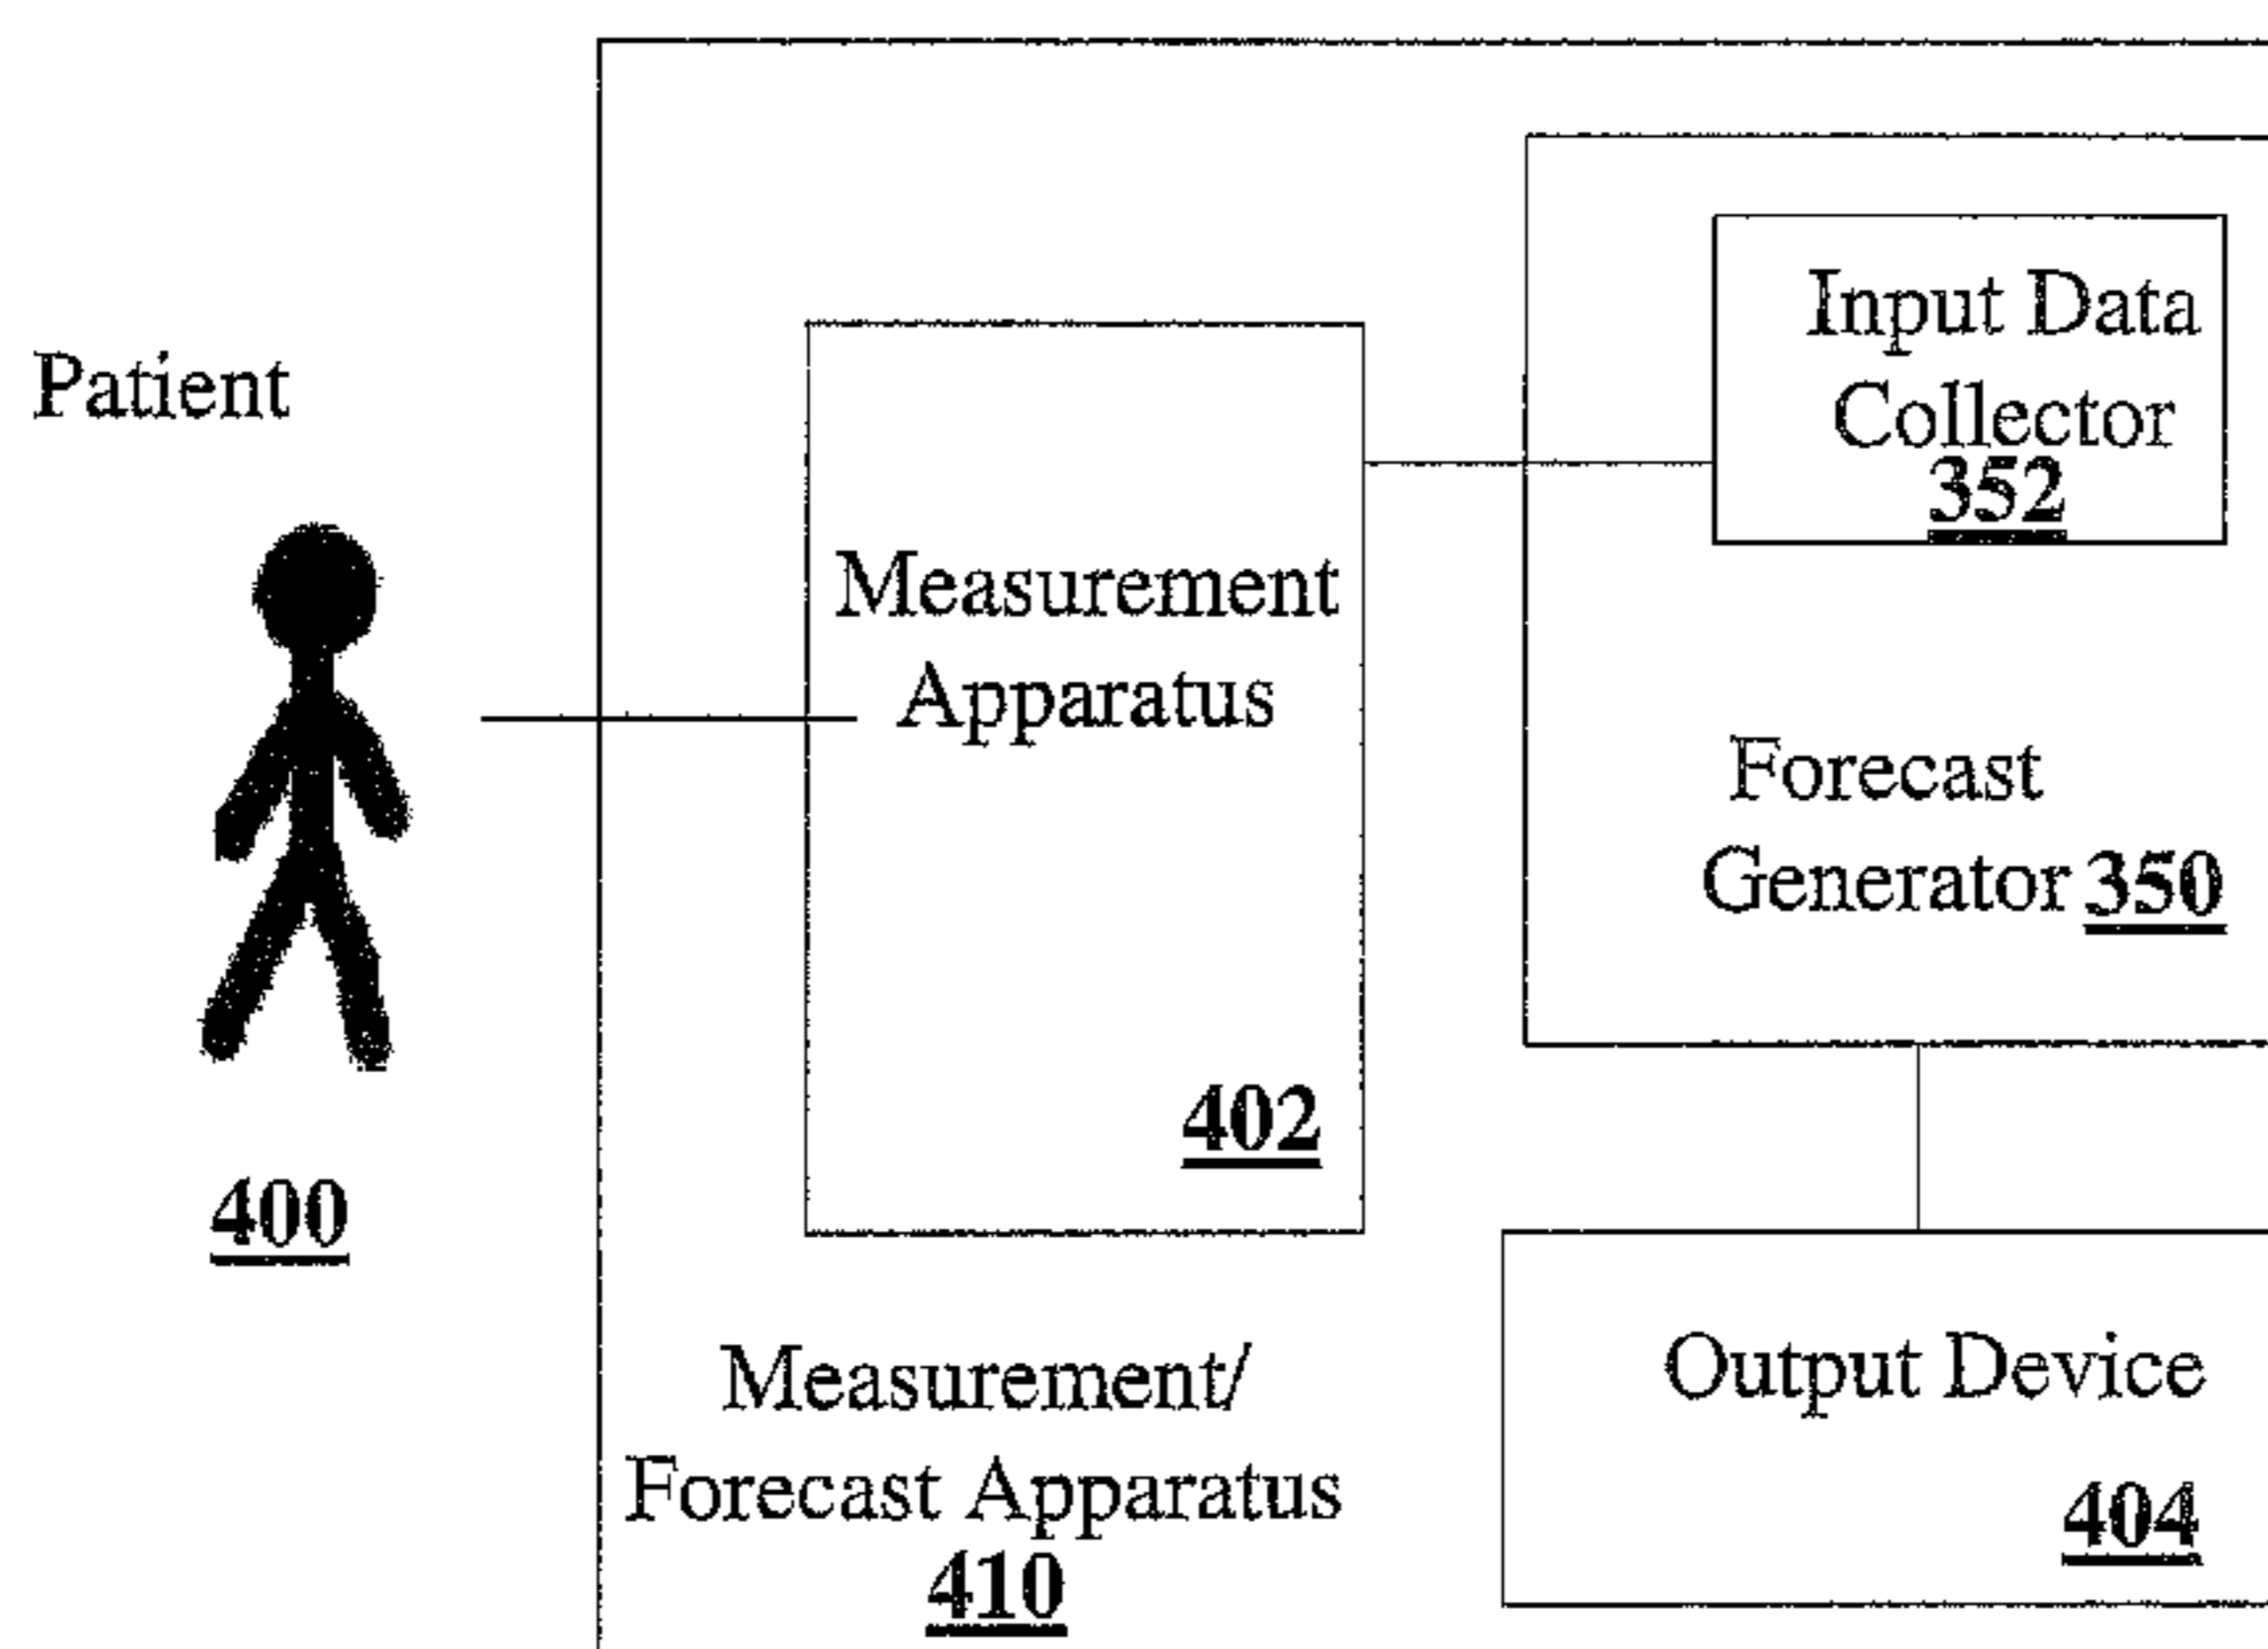 Patient
400
Measurement
Apparatus
402
Input Data
Collector
352
Forecast
Generator 350
Output Device
404
Measurement/
Forecast Apparatus
410